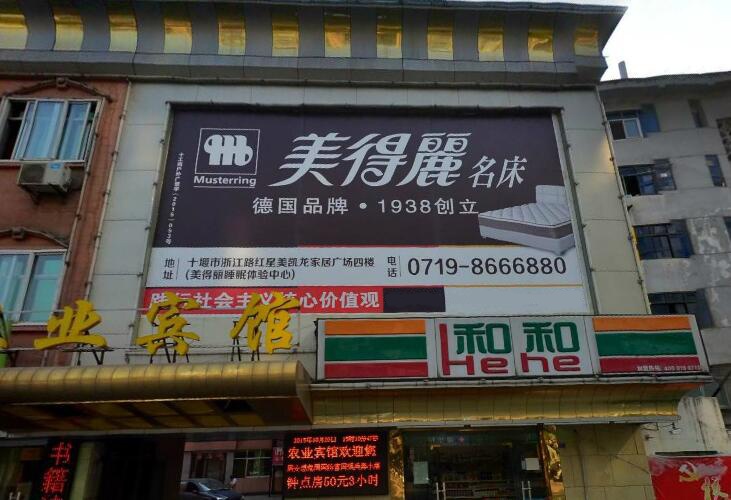 美得麗名床
Musterring
德国品牌·1938创立
地址：十堰市浙江路红星美凯龙家居广场四楼
（美得丽睡眠体验中心）
电话：0719-8666880
践行社会主义核心价值观
业宾馆
和和
Hehe
农业宾馆欢迎您
钟点房50元3小时
书籍